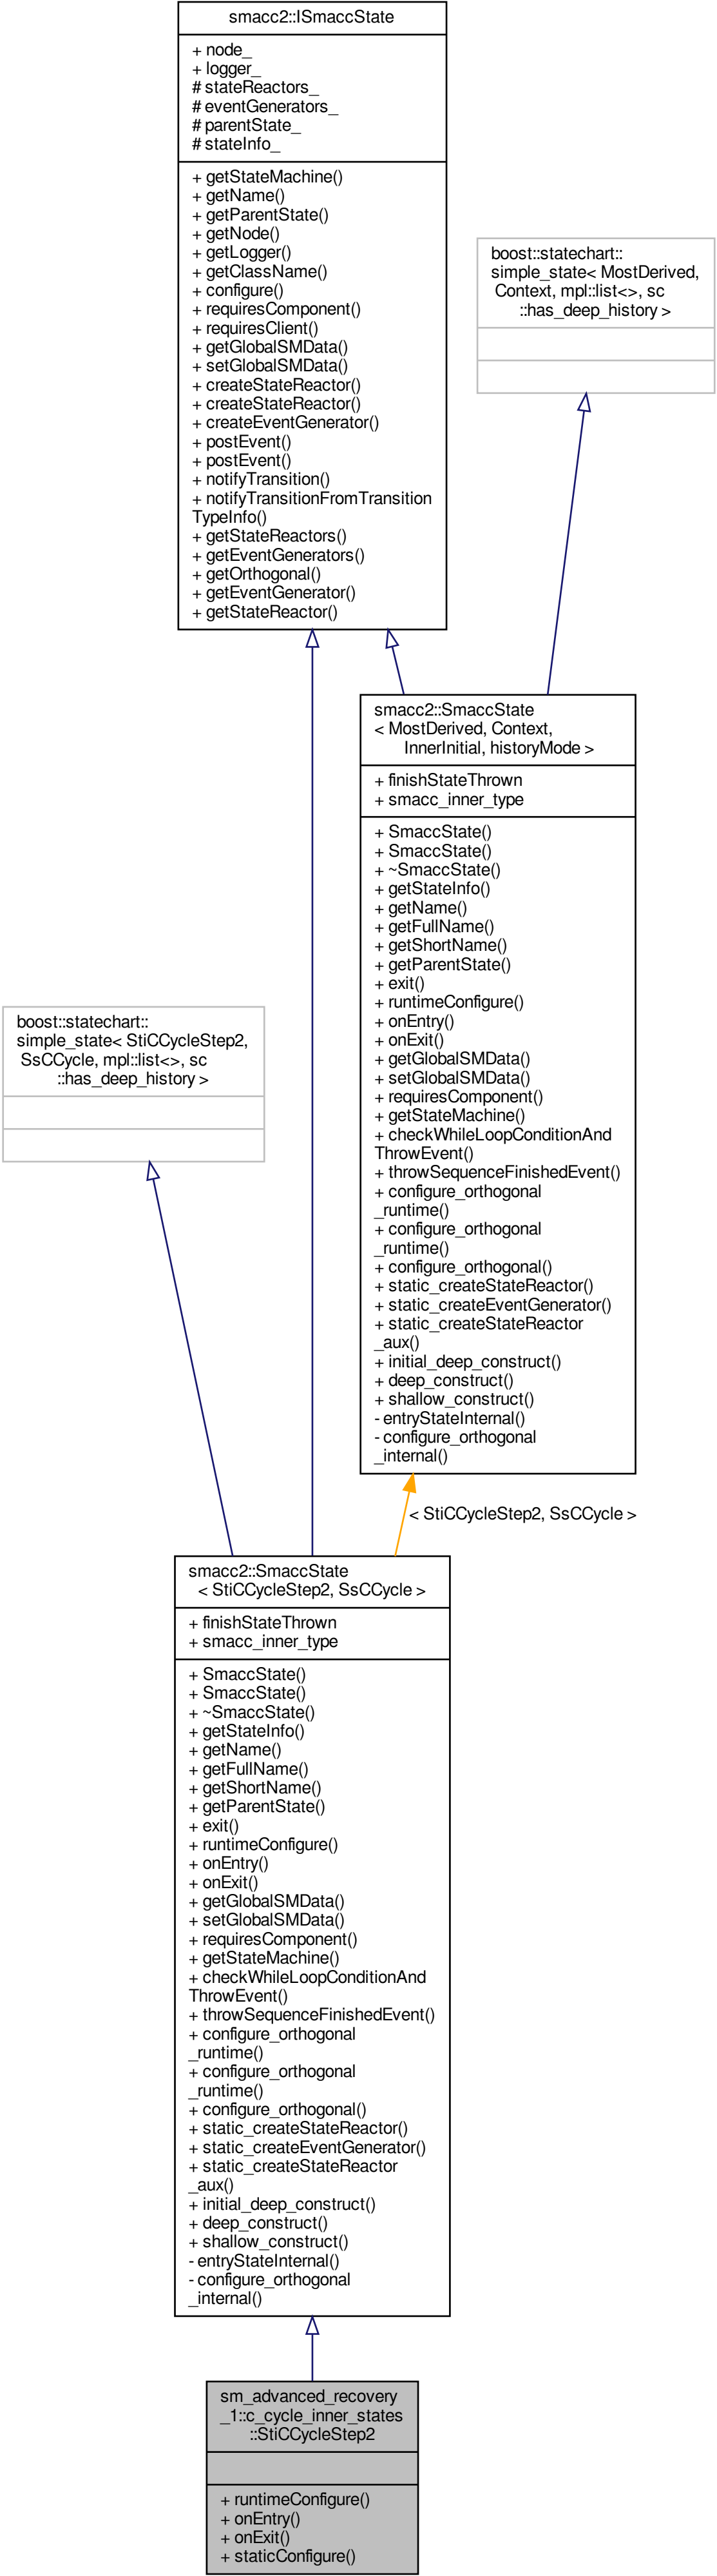 smacc2::ISmaccState
+ node_
+ logger_
# stateReactors_
# eventGenerators_
# parentState_
# stateInfo_
+ getStateMachine()
+ getName()
+ getParentState()
+ getNode()
+ getLogger()
+ getClassName()
+ configure()
+ requiresComponent()
+ requiresClient()
+ getGlobalSMData()
+ setGlobalSMData()
+ createStateReactor()
+ createStateReactor()
+ createEventGenerator()
+ postEvent()
+ postEvent()
+ notifyTransition()
+ notifyTransitionFromTransition
TypeInfo()
+ getStateReactors()
+ getEventGenerators()
+ getOrthogonal()
+ getEventGenerator()
+ getStateReactor()
boost::statechart::
simple_state< MostDerived,
Context, mpl::list<>, sc
::has_deep_history >
smacc2::SmaccState
< MostDerived, Context,
InnerInitial, historyMode >
+ finishStateThrown
+ smacc_inner_type
+ SmaccState()
+ SmaccState()
+ ~SmaccState()
+ getStateInfo()
+ getName()
+ getFullName()
+ getShortName()
+ getParentState()
+ exit()
+ runtimeConfigure()
+ onEntry()
+ onExit()
+ getGlobalSMData()
+ setGlobalSMData()
+ requiresComponent()
+ getStateMachine()
+ checkWhileLoopConditionAnd
ThrowEvent()
+ throwSequenceFinishedEvent()
+ configure_orthogonal
_runtime()
+ configure_orthogonal
_runtime()
+ configure_orthogonal()
+ static_createStateReactor()
+ static_createEventGenerator()
+ static_createStateReactor
_aux()
+ initial_deep_construct()
+ deep_construct()
+ shallow_construct()
- entryStateInternal()
- configure_orthogonal
_internal()
boost::statechart::
simple_state< StiCCycleStep2,
SsCCycle, mpl::list<>, sc
::has_deep_history >
< StiCCycleStep2, SsCCycle >
smacc2::SmaccState
< StiCCycleStep2, SsCCycle >
+ finishStateThrown
+ smacc_inner_type
+ SmaccState()
+ SmaccState()
+ ~SmaccState()
+ getStateInfo()
+ getName()
+ getFullName()
+ getShortName()
+ getParentState()
+ exit()
+ runtimeConfigure()
+ onEntry()
+ onExit()
+ getGlobalSMData()
+ setGlobalSMData()
+ requiresComponent()
+ getStateMachine()
+ checkWhileLoopConditionAnd
ThrowEvent()
+ throwSequenceFinishedEvent()
+ configure_orthogonal
_runtime()
+ configure_orthogonal
_runtime()
+ configure_orthogonal()
+ static_createStateReactor()
+ static_createEventGenerator()
+ static_createStateReactor
_aux()
+ initial_deep_construct()
+ deep_construct()
+ shallow_construct()
- entryStateInternal()
- configure_orthogonal
_internal()
sm_advanced_recovery
_1::c_cycle_inner_states
::StiCCycleStep2
+ runtimeConfigure()
+ onEntry()
+ onExit()
+ staticConfigure()